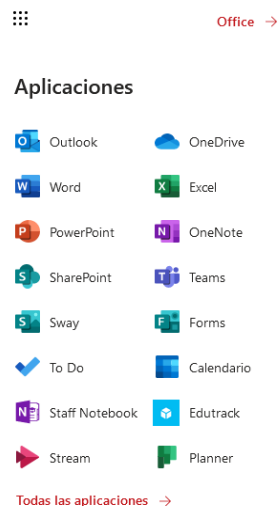 Office
Aplicaciones
Outlook OneDrive
Word Excel
PowerPoint OneNote
SharePoint Teams
Sway Forms
To Do Calendario
Staff Notebook Edutrack
Stream Planner
Todas las aplicaciones